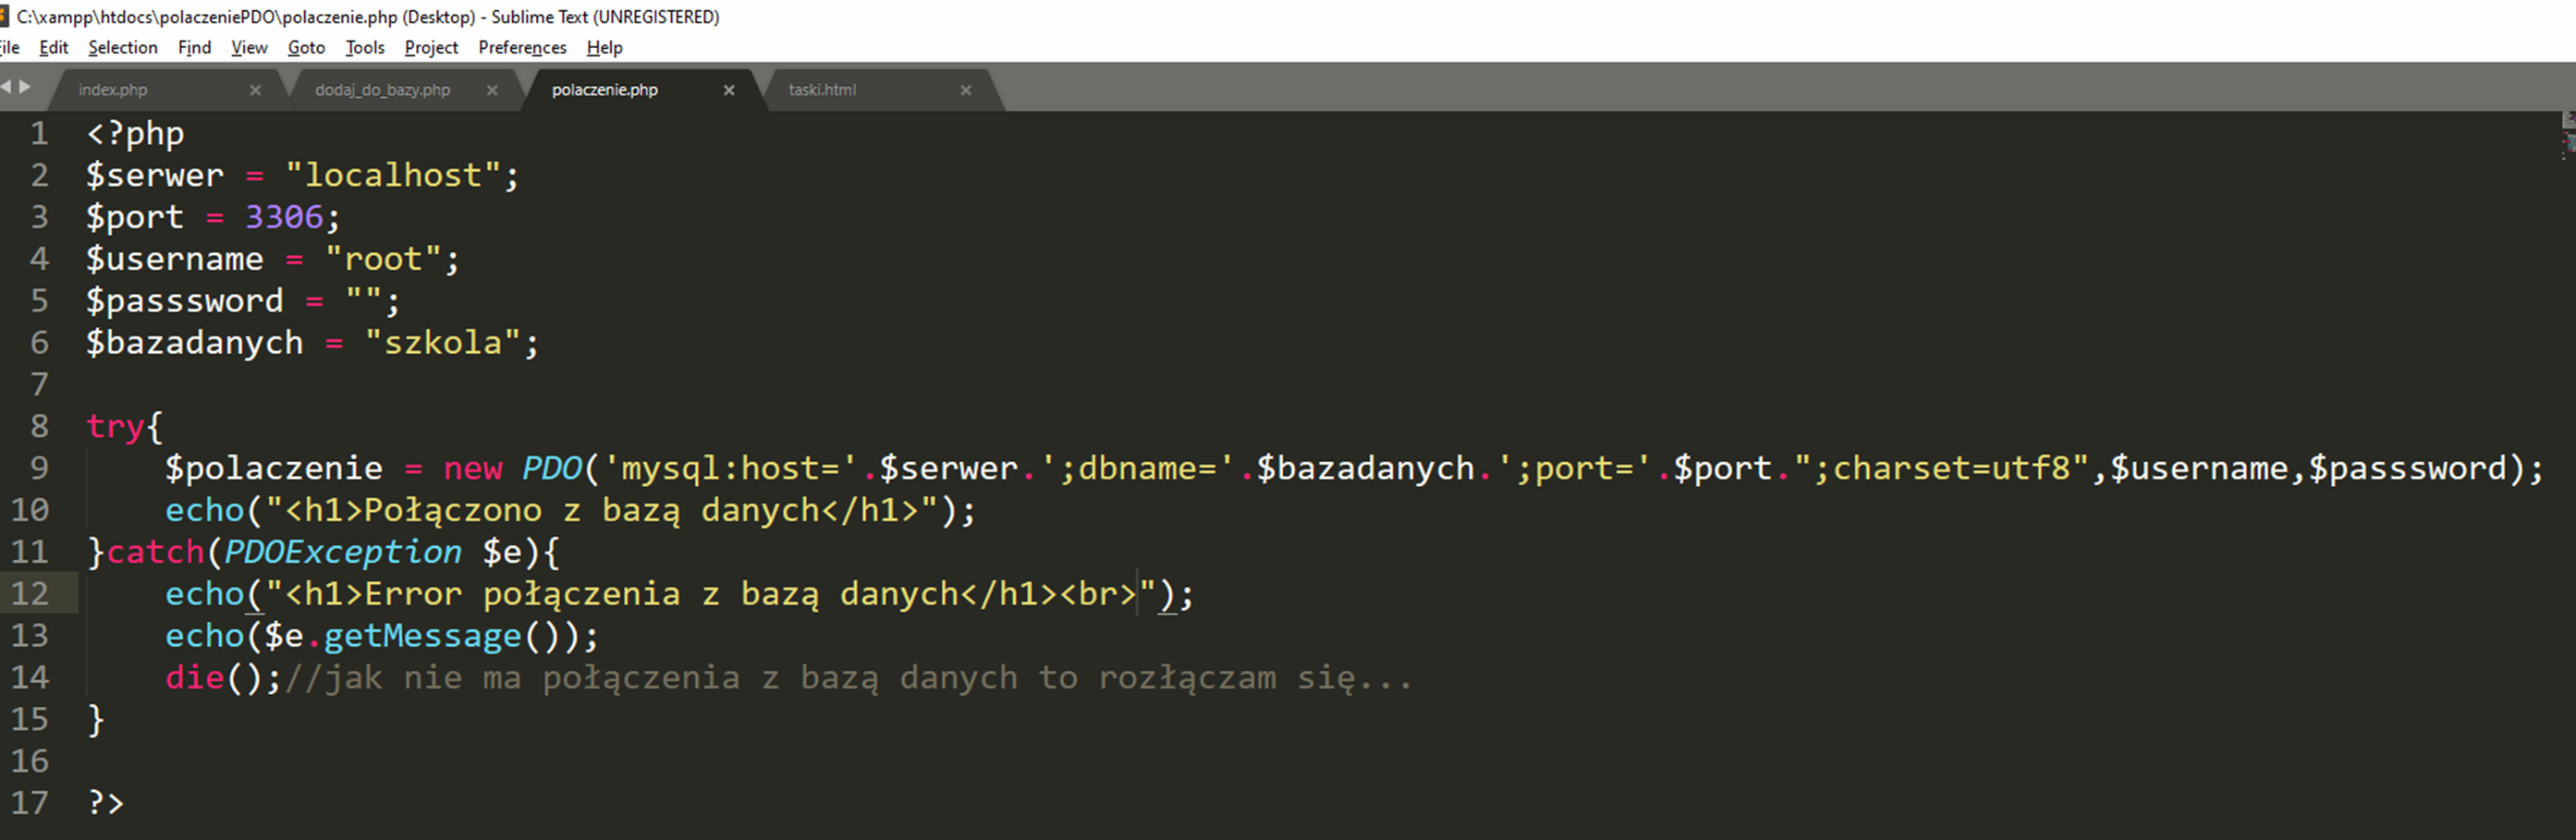 C:\xampp\htdocs\polaczeniePDO\polaczenie.php (Desktop) - Sublime Text (UNREGISTERED)
File Edit Selection Find View Goto Tools Project Preferences Help
index.php dodaj_do_bazy.php polaczenie.php taski.html
1 <?php
2 $serwer = "localhost";
3 $port = 3306;
4 $username = "root";
5 $passsword = "";
6 $bazadanych = "szkola";
7
8 try{
9 $polaczenie = new PDO('mysql:host='.$serwer.';dbname='.$bazadanych.';port='.$port.";charset=utf8",$username,$passsword);
10 echo("<h1>Połączono z bazą danych</h1>");
11 }catch(PDOException $e){
12 echo("<h1>Error połączenia z bazą danych</h1><br>");
13 echo($e.getMessage());
14 die();//jak nie ma połączenia z bazą danych to rozłączam się...
15 }
16
17 ?>